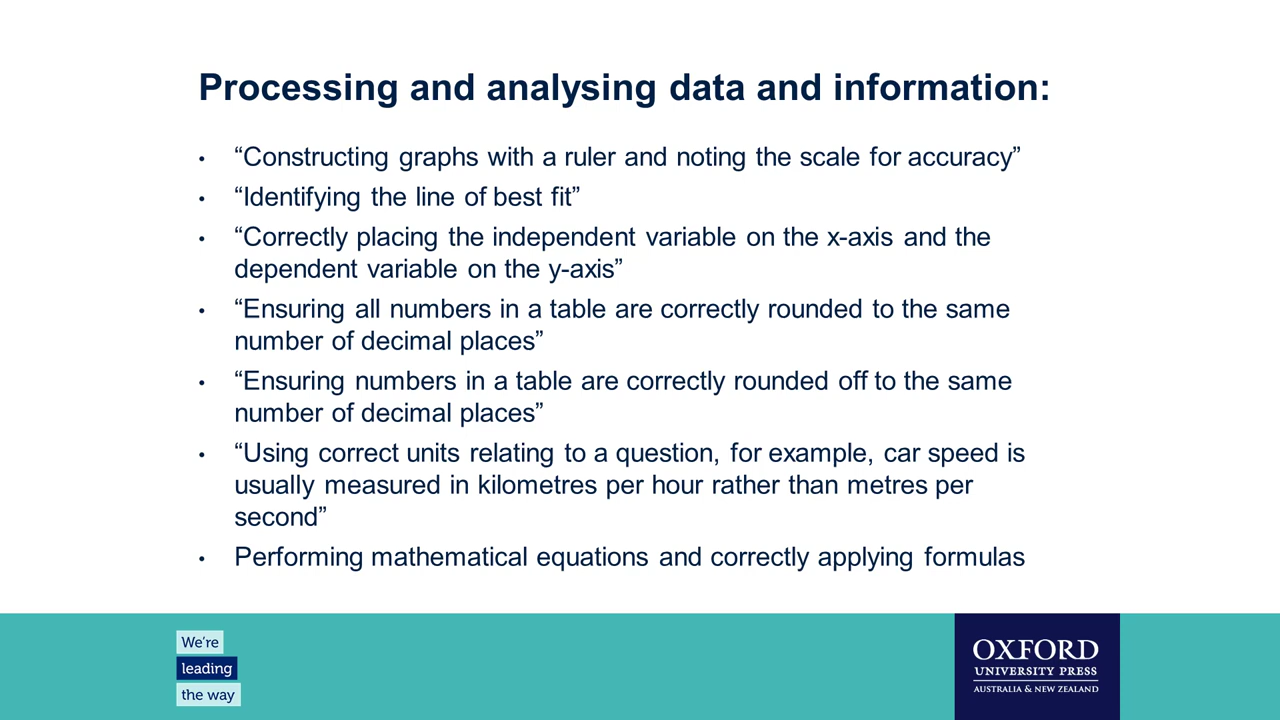 Processing and analysing data and information:
• “Constructing graphs with a ruler and noting the scale for accuracy”
• “Identifying the line of best fit”
• “Correctly placing the independent variable on the x-axis and the
dependent variable on the y-axis”
• “Ensuring all numbers in a table are correctly rounded to the same
number of decimal places”
• “Ensuring numbers in a table are correctly rounded off to the same
number of decimal places”
• “Using correct units relating to a question, for example, car speed is
usually measured in kilometres per hour rather than metres per
second”
• Performing mathematical equations and correctly applying formulas
We’re
leading
the way
OXFORD
UNIVERSITY PRESS
AUSTRALIA & NEW ZEALAND